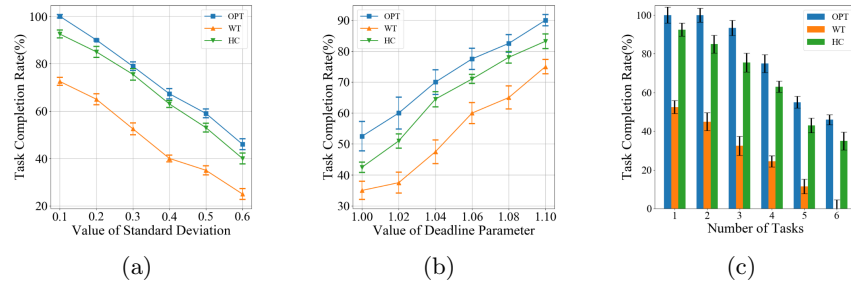 Task Completion Rate(%)
100
80
60
40
20
OPT
WT
HC
0.1 0.2 0.3 0.4 0.5 0.6
Value of Standard Deviation
(a)
Task Completion Rate(%)
90
80
70
60
50
40
30
OPT
WT
HC
1.00 1.02 1.04 1.06 1.08 1.10
Value of Deadline Parameter
(b)
Task Completion Rate(%)
100
80
60
40
20
0
OPT
WT
HC
1 2 3 4 5 6
Number of Tasks
(c)